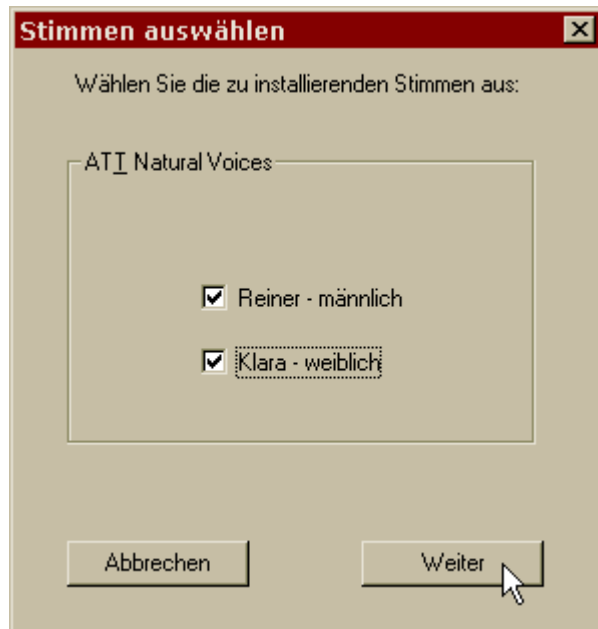 Stimmen auswählen
Wählen Sie die zu installierenden Stimmen aus:
ATT Natural Voices
Reiner - männlich
Klara - weiblich
Abbrechen
Weiter